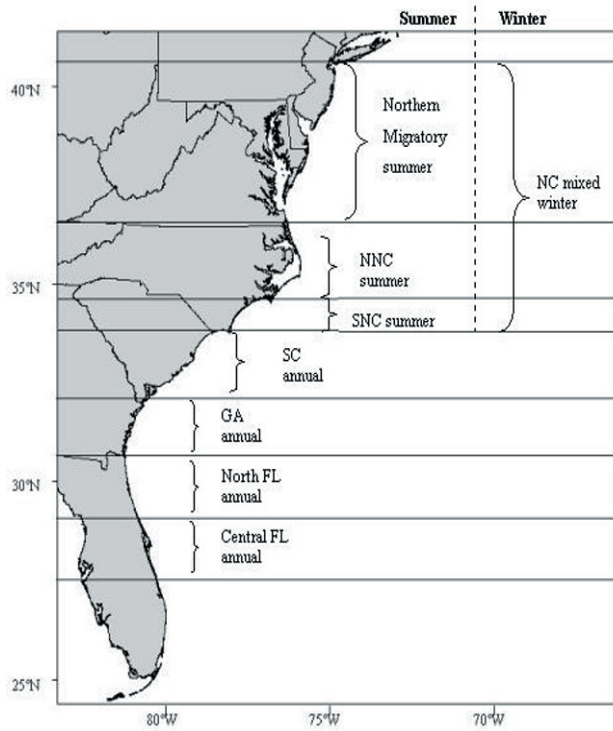 Summer Winter
40°N
Northern
Migratory
summer
NC mixed
winter
NNC
summer
35°N
SNC summer
SC
annual
GA
annual
30°N
North FL
annual
Central FL
annual
25°N
80°W 75°W 70°W